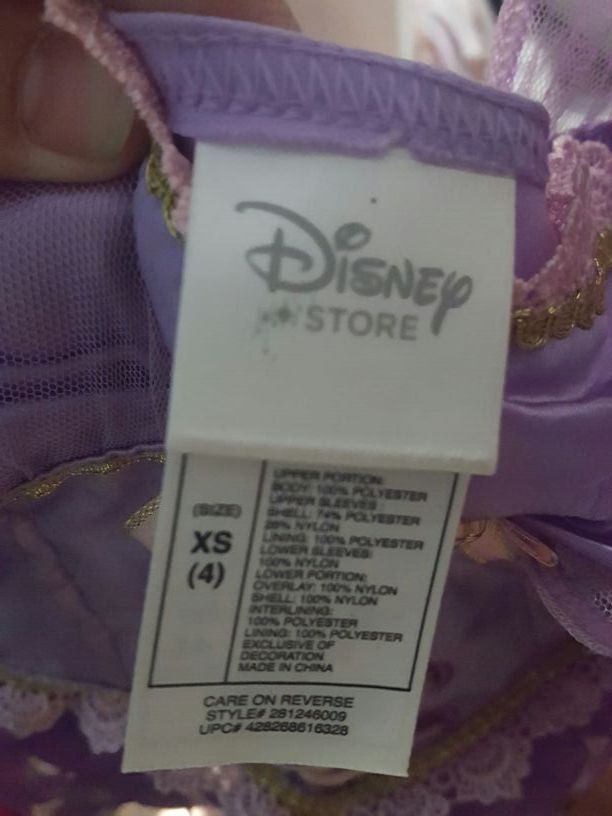 DISNEY
STORE
(SIZE)
XS
(4)
UPPER PORTION:
BODY: 100% POLYESTER
UPPER SLEEVES:
SHELL: 74% POLYESTER
26% NYLON
LINING: 100% POLYESTER
LOWER SLEEVES:
100% NYLON
LOWER PORTION:
OVERLAY: 100% NYLON
SHELL: 100% NYLON
INTERLINING:
100% POLYESTER
LINING: 100% POLYESTER
EXCLUSIVE OF
DECORATION
MADE IN CHINA
CARE ON REVERSE
STYLE# 281246009
UPC# 428268616328